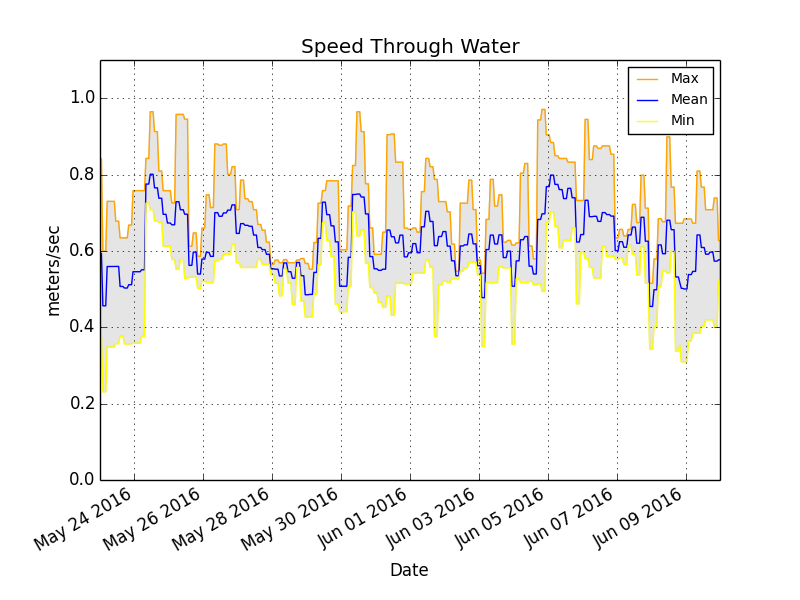 Speed Through Water
Max
Mean
Min
1.0
0.8
0.6
0.4
0.2
0.0
meters/sec
May 24 2016
May 26 2016
May 28 2016
May 30 2016
Jun 01 2016
Jun 03 2016
Jun 05 2016
Jun 07 2016
Jun 09 2016
Date